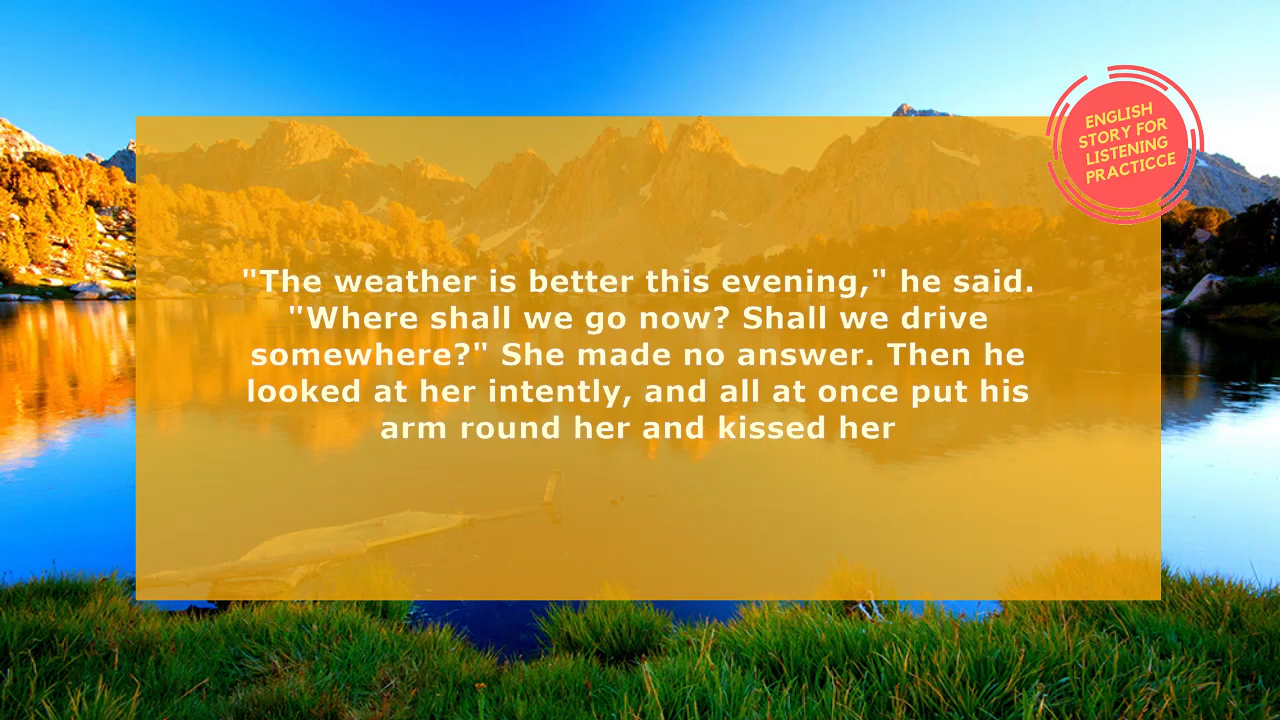 ENGLISH
STORY FOR
LISTENING
PRACTICCE
"The weather is better this evening," he said.
"Where shall we go now? Shall we drive
somewhere?" She made no answer. Then he
looked at her intently, and all at once put his
arm round her and kissed her